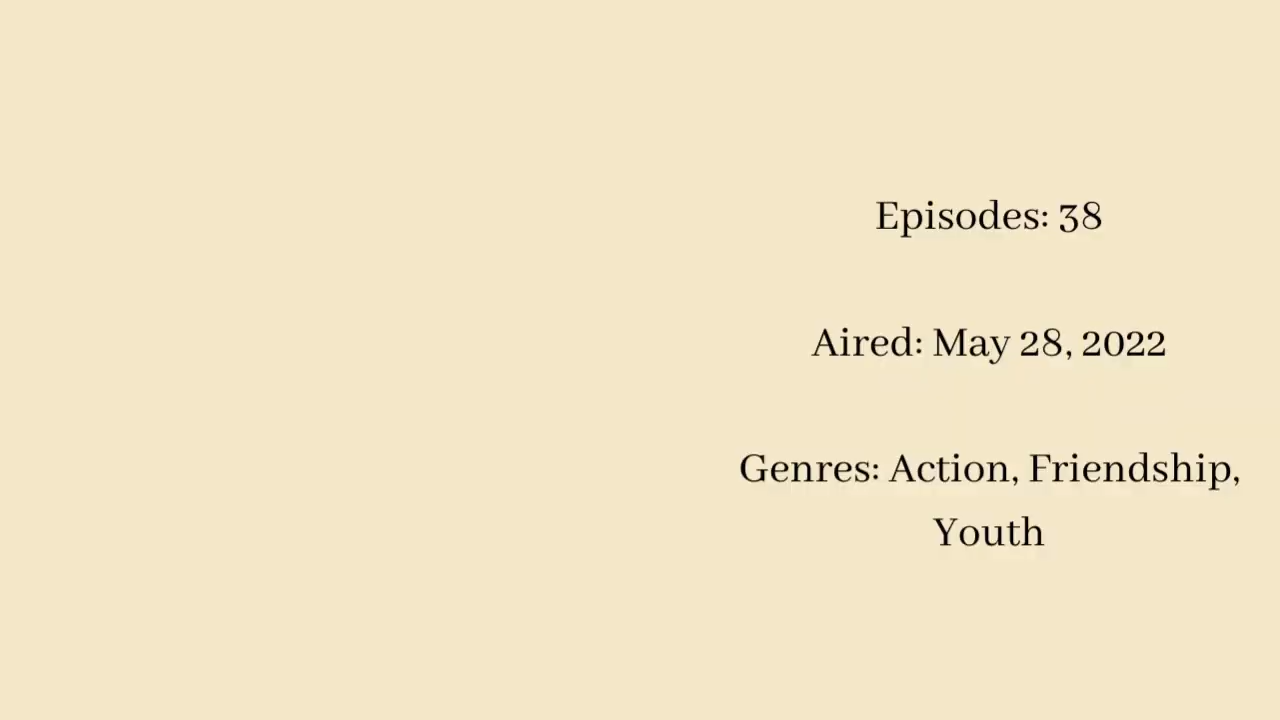 Episodes: 38
Aired: May 28, 2022
Genres: Action, Friendship,
Youth